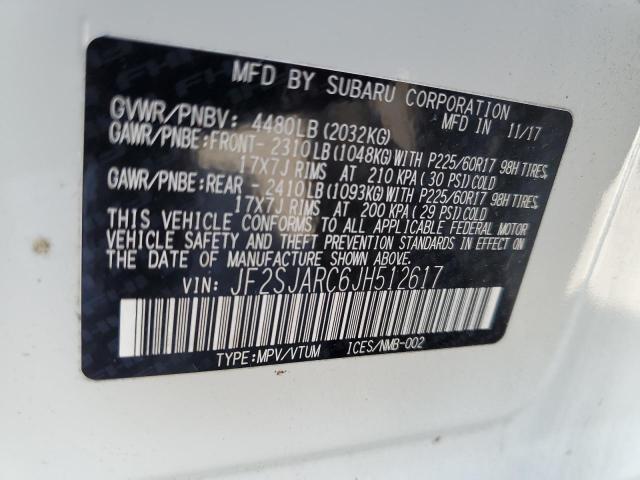 MFD BY SUBARU CORPORATION
GVWR/PNBV: 4480LB (2032KG) MFD IN 11/17
GAWR/PNBE:FRONT- 2310LB (1048KG) WITH P225/60R17 98H TIRES,
17X7J RIMS AT 210 KPA (30 PSI) COLD
GAWR/PNBE:REAR - 2410LB (1093KG) WITH P225/60R17 98H TIRES,
17X7J RIMS AT 200 KPA (29 PSI) COLD
THIS VEHICLE CONFORMS TO ALL APPLICABLE FEDERAL MOTOR
VEHICLE SAFETY AND THEFT PREVENTION STANDARDS IN EFFECT ON
THE DATE OF MANUFACTURE SHOWN ABOVE.
VIN: JF2SJARC6JH512617
TYPE:MPV/VTUM ICES/NMB-002